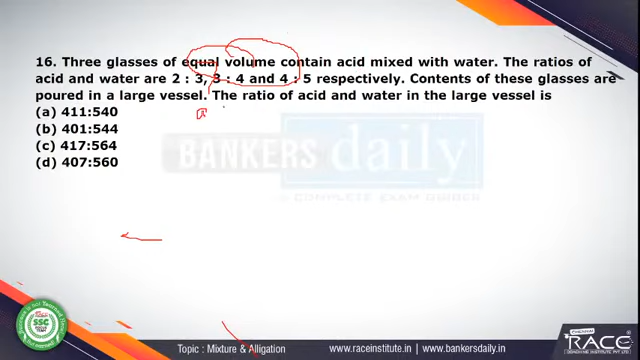 16. Three glasses of equal volume contain acid mixed with water. The ratios of
acid and water are 2 : 3, 3 : 4 and 4 : 5 respectively. Contents of these glasses are
poured in a large vessel. The ratio of acid and water in the large vessel is
(a) 411:540
(b) 401:544
(c) 417:564
(d) 407:560
BANKERS daily
A COMPLETE EXAM GUIDER
SSC
Topic : Mixture & Alligation
www.raceinstitute.in | www.bankersdaily.in
CHENNAI
RACE